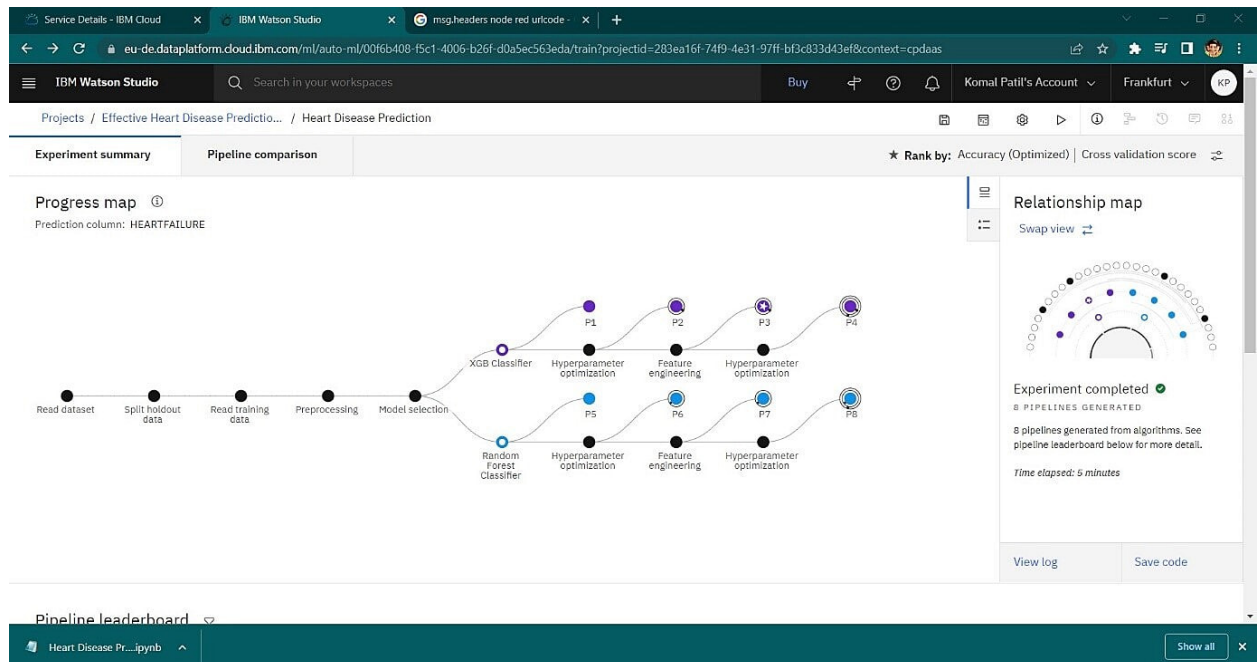 Service Details - IBM Cloud
IBM Watson Studio
msg.headers node red urlcode -
eu-de.dataplatform.cloud.ibm.com/ml/auto-ml/00f6b408-f5c1-4006-b26f-d0a5ec563eda/train?projectid=283ea16f-74f9-4e31-97ff-bf3c833d43ef&context=cpdaas
IBM Watson Studio
Search in your workspaces
Buy
Komal Patil's Account
Frankfurt
KP
Projects / Effective Heart Disease Predictio... / Heart Disease Prediction
Experiment summary
Pipeline comparison
Rank by: Accuracy (Optimized) | Cross validation score
Progress map
Prediction column: HEARTFAILURE
P1
P2
P3
P4
XGB Classifier
Hyperparameter
optimization
Feature
engineering
Hyperparameter
optimization
Read dataset
Split holdout
data
Read training
data
Preprocessing
Model selection
P5
P6
P7
P8
Random
Forest
Classifier
Hyperparameter
optimization
Feature
engineering
Hyperparameter
optimization
Relationship map
Swap view
Experiment completed
8 PIPELINES GENERATED
8 pipelines generated from algorithms. See
pipeline leaderboard below for more detail.
Time elapsed: 5 minutes
View log
Save code
Pipeline leaderboard
Heart Disease Pr....ipynb
Show all